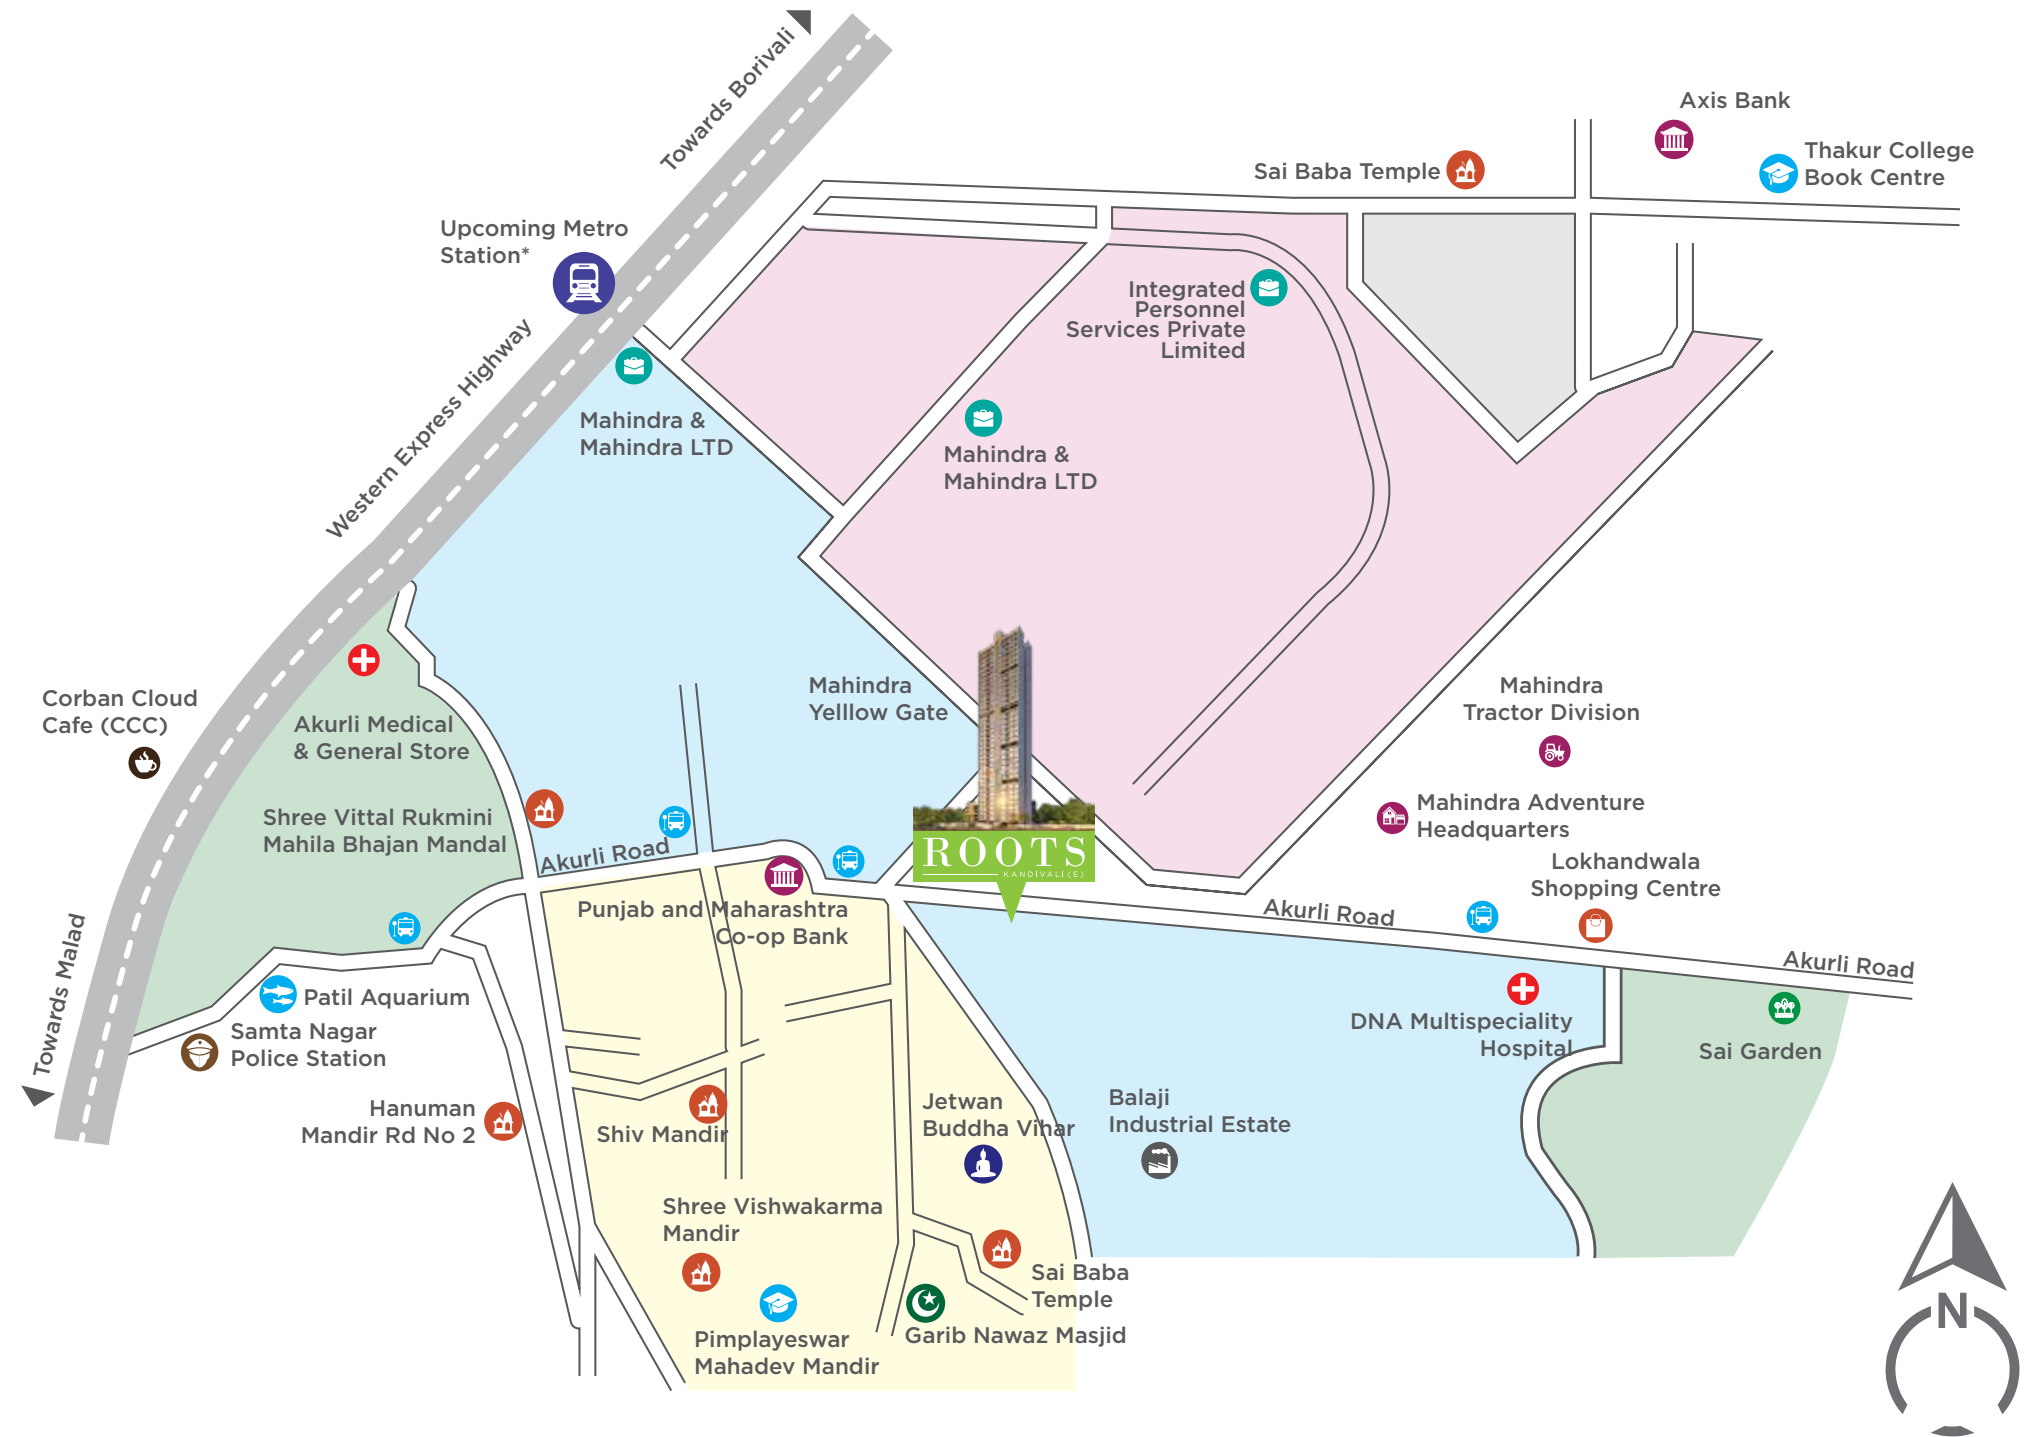 Towards Borivali
Axis Bank
Thakur College
Book Centre
Sai Baba Temple
Upcoming Metro
Station*
Integrated
Personnel
Services Private
Limited
Western Express Highway
Mahindra &
Mahindra LTD
Mahindra &
Mahindra LTD
Corban Cloud
Cafe (CCC)
Akurli Medical
& General Store
Mahindra
Yelllow Gate
Mahindra
Tractor Division
Shree Vittal Rukmini
Mahila Bhajan Mandal
Akurli Road
ROOTS
KANDIVALI (E)
Mahindra Adventure
Headquarters
Lokhandwala
Shopping Centre
Punjab and Maharashtra
Co-op Bank
Akurli Road
Akurli Road
Towards Malad
Patil Aquarium
Samta Nagar
Police Station
DNA Multispeciality
Hospital
Sai Garden
Hanuman
Mandir Rd No 2
Shiv Mandir
Jetwan
Buddha Vihar
Balaji
Industrial Estate
Shree Vishwakarma
Mandir
Sai Baba
Temple
Pimplayeswar
Mahadev Mandir
Garib Nawaz Masjid
N